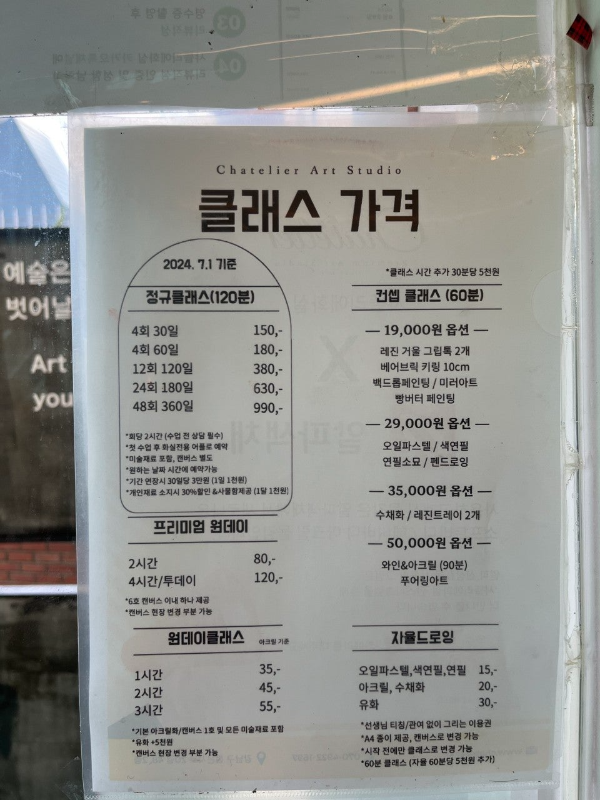 03
04
예술은
벗어날
Art
you
Chatelier Art Studio
클래스 가격
2024. 7.1 기준
정규클래스(120분)
4회 30일 150,-
4회 60일 180,-
12회 120일 380,-
24회 180일 630,-
48회 360일 990,-
*회당 2시간 (수업 전 상담 필수)
*첫 수업 후 화실전용 어플로 예약
*미술재료 포함, 캔버스 별도
*원하는 날짜 시간에 예약가능
*기간 연장시 30일당 3만원 (1일 1천원)
*개인재료 소지시 30%할인 &사물함제공 (1달 1천원)
프리미엄 원데이
2시간 80,-
4시간/투데이 120,-
*6호 캔버스 이내 하나 제공
*캔버스 현장 변경 부분 가능
원데이클래스 아크릴 기준
1시간 35,-
2시간 45,-
3시간 55,-
*기본 아크릴화/캔버스 1호 및 모든 미술재료 포함
*유화 +5천원
*캔버스 현장 변경 부분 가능
*클래스 시간 추가 30분당 5천원
컨셉 클래스 (60분)
— 19,000원 옵션 —
레진 거울 그립톡 2개
베어브릭 키링 10cm
백드롭페인팅 / 미러아트
빵버터 페인팅
— 29,000원 옵션 —
오일파스텔 / 색연필
연필소묘 / 펜드로잉
— 35,000원 옵션 —
수채화 / 레진트레이 2개
— 50,000원 옵션 —
와인&아크릴 (90분)
푸어링아트
자율드로잉
오일파스텔,색연필,연필 15,-
아크릴, 수채화 20,-
유화 30,-
*선생님 티칭/관여 없이 그리는 이용권
*A4 종이 제공, 캔버스로 변경 가능
*시작 전에만 클래스로 변경 가능
*60분 클래스 (자율 60분당 5천원 추가)